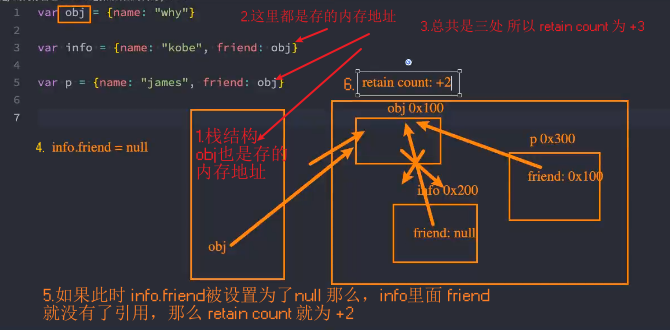 1 var obj = {name: "why"}
2.这里都是存的内存地址
2
3 var info = {name: "kobe", friend: obj}
3.总共是三处 所以 retain count 为 +3
4
5 var p = {name: "james", friend: obj}
6. retain count: +2
6
obj 0x100
7
1.栈结构
obj也是存的
内存地址
4. info.friend = null
p 0x300
friend: 0x100
info 0x200
friend: null
obj
5.如果此时 info.friend被设置为了null 那么，info里面 friend
就没有了引用，那么 retain count 就为 +2